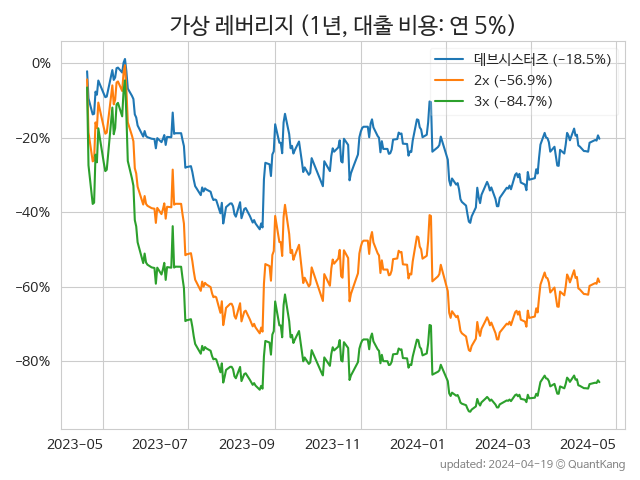 가상 레버리지 (1년, 대출 비용: 연 5%)
데브시스터즈 (−18.5%)
2x (−56.9%)
3x (−84.7%)
0%
−20%
−40%
−60%
−80%
2023-05 2023-07 2023-09 2023-11 2024-01 2024-03 2024-05
updated: 2024-04-19 © QuantKang